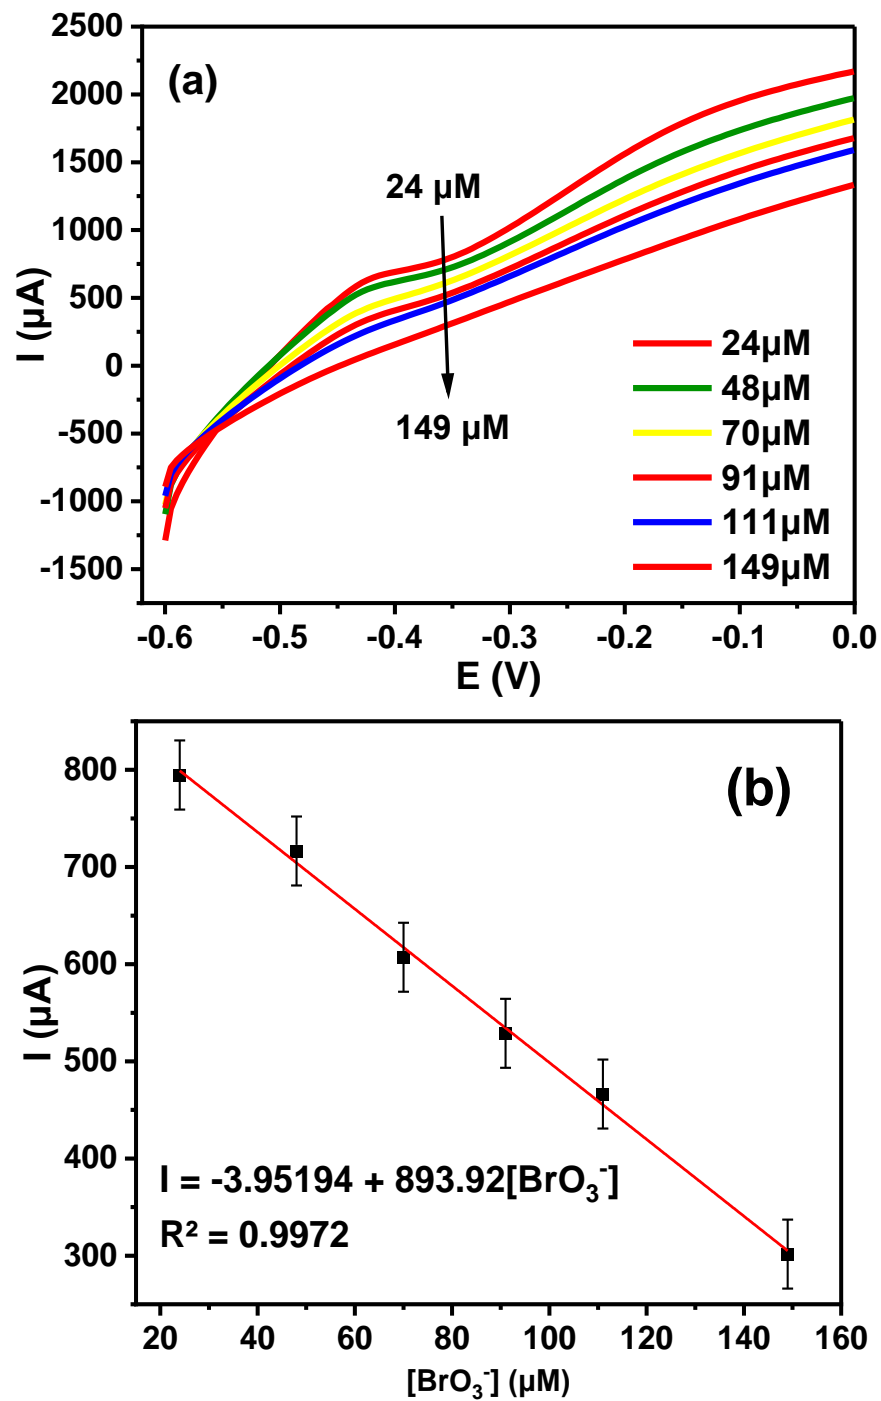 (a)
I (µA)
2500
2000
1500
1000
500
0
-500
-1000
-1500
24 µM
149 µM
24µM
48µM
70µM
91µM
111µM
149µM
-0.6 -0.5 -0.4 -0.3 -0.2 -0.1 0.0
E (V)
(b)
I (µA)
800
700
600
500
400
300
I = -3.95194 + 893.92[BrO₃⁻]
R² = 0.9972
20 40 60 80 100 120 140 160
[BrO₃⁻] (µM)